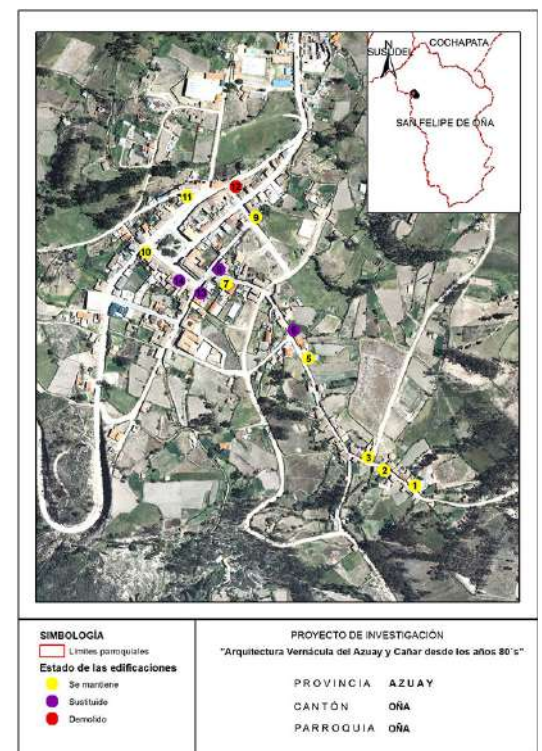 COCHAPATA
N
SUSUDEL
SAN FELIPE DE OÑA
11
12
9
10
7
5
3
2
1
SIMBOLOGÍA
Límites parroquiales
Estado de las edificaciones
Se mantiene
Sustituido
Demolido
PROYECTO DE INVESTIGACIÓN
"Arquitectura Vernácula del Azuay y Cañar desde los años 80´s"
PROVINCIA AZUAY
CANTÓN OÑA
PARROQUIA OÑA